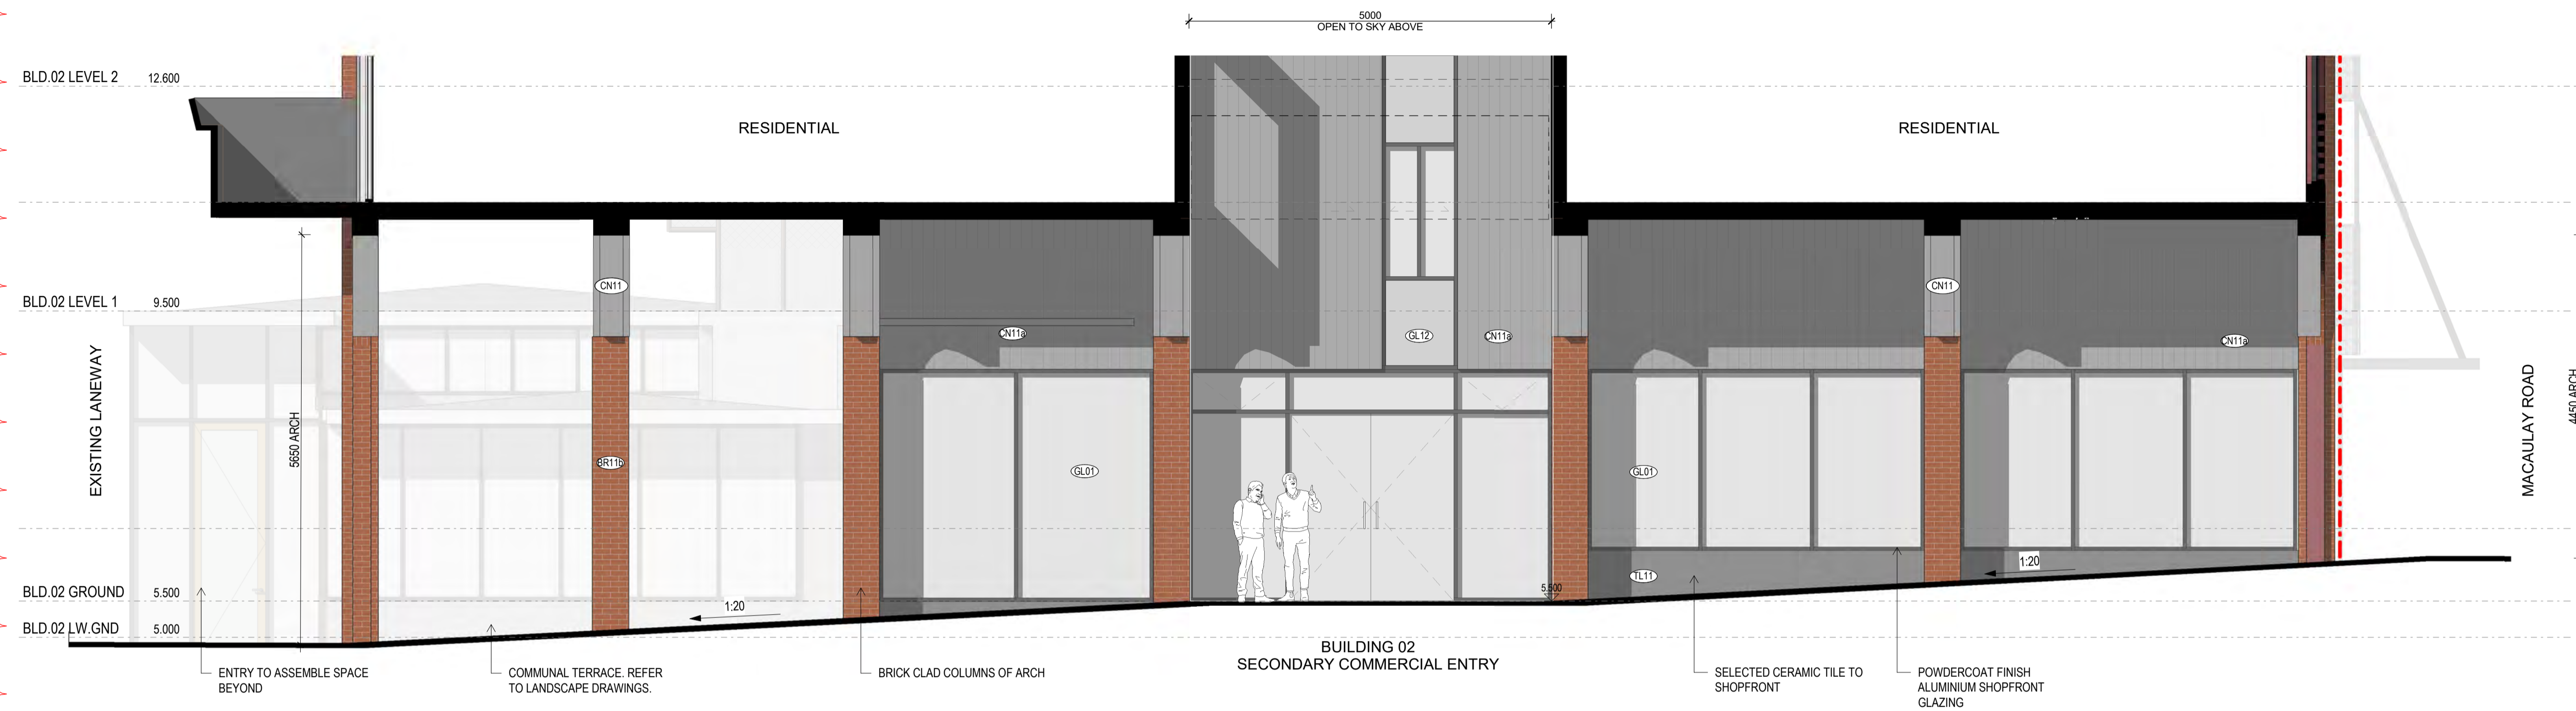 5000
OPEN TO SKY ABOVE
BLD.02 LEVEL 2 12.600
RESIDENTIAL
RESIDENTIAL
CN11
CN11
BLD.02 LEVEL 1 9.500
CN11a
GL12
CN11a
CN11a
EXISTING LANEWAY
5650 ARCH
MACAULAY ROAD
4450 ARCH
BR11b
GL01
GL01
1:20
TL11
BLD.02 GROUND 5.500
5.500
1:20
BLD.02 LW.GND 5.000
BUILDING 02
SECONDARY COMMERCIAL ENTRY
ENTRY TO ASSEMBLE SPACE
BEYOND
COMMUNAL TERRACE. REFER
TO LANDSCAPE DRAWINGS.
BRICK CLAD COLUMNS OF ARCH
SELECTED CERAMIC TILE TO
SHOPFRONT
POWDERCOAT FINISH
ALUMINIUM SHOPFRONT
GLAZING